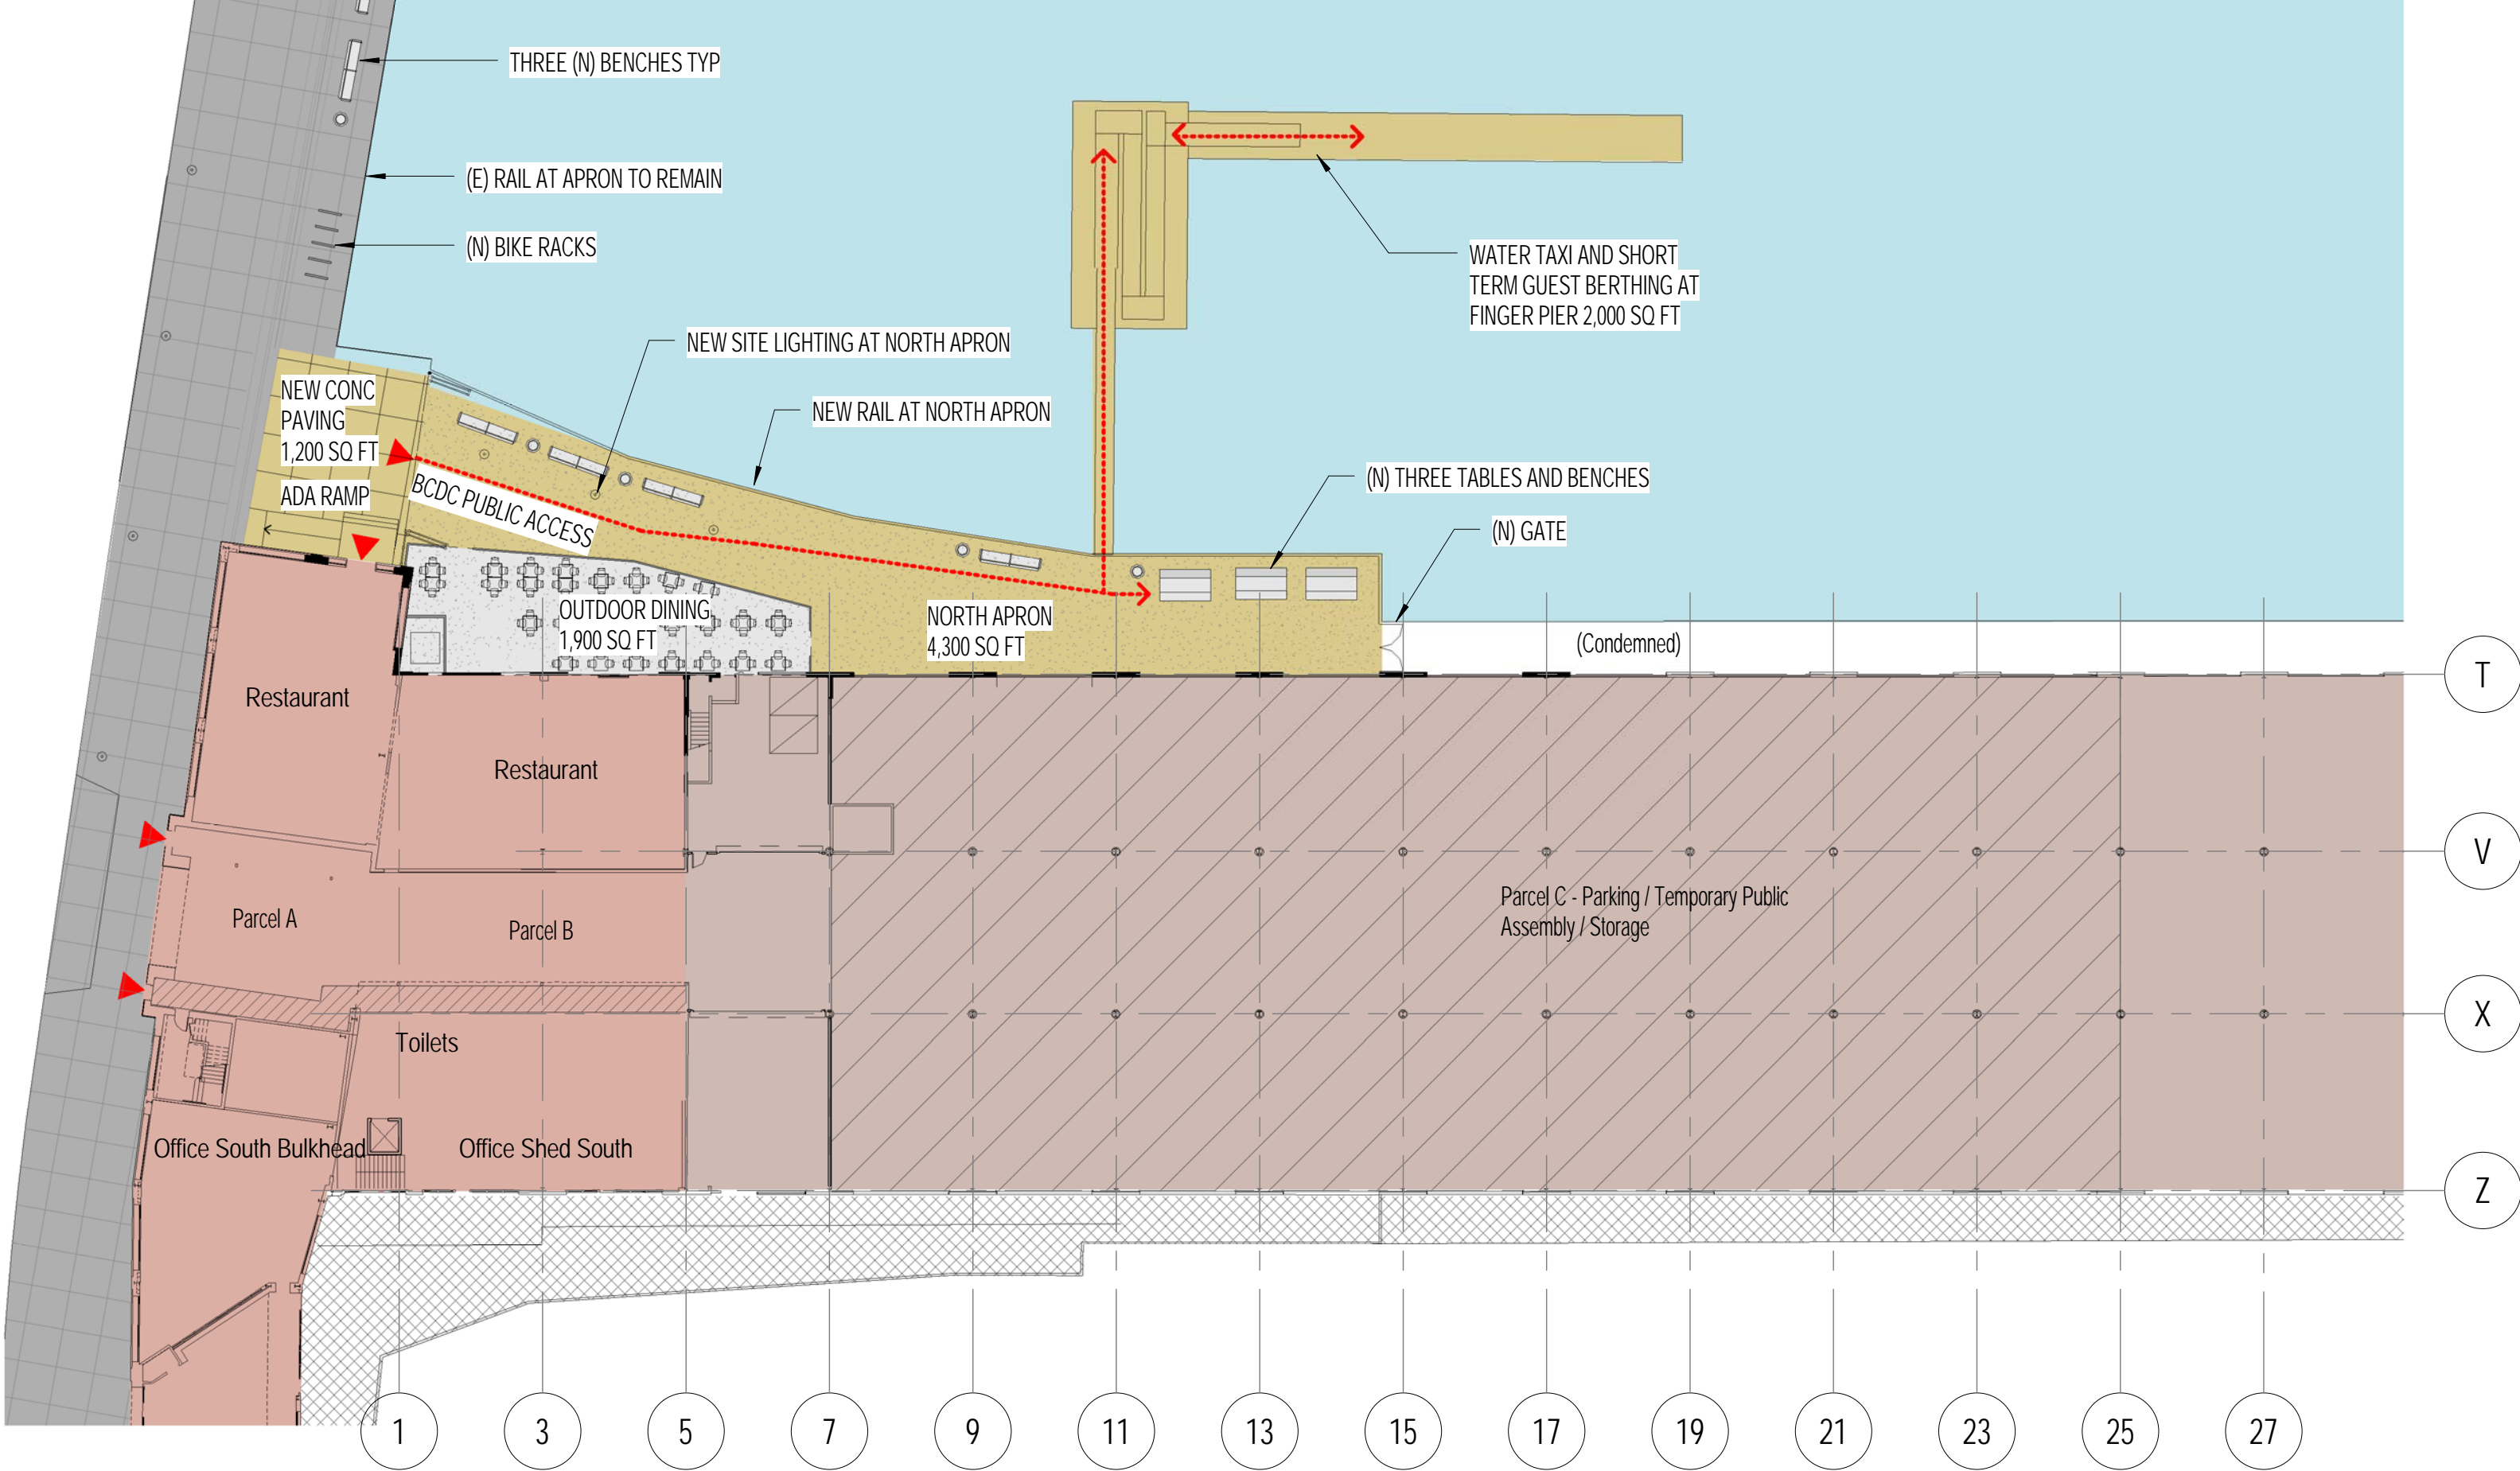 THREE (N) BENCHES TYP
(E) RAIL AT APRON TO REMAIN
(N) BIKE RACKS
WATER TAXI AND SHORT
TERM GUEST BERTHING AT
FINGER PIER 2,000 SQ FT
NEW SITE LIGHTING AT NORTH APRON
NEW CONC
PAVING
1,200 SQ FT
NEW RAIL AT NORTH APRON
ADA RAMP
BCDC PUBLIC ACCESS
(N) THREE TABLES AND BENCHES
(N) GATE
OUTDOOR DINING
1,900 SQ FT
NORTH APRON
4,300 SQ FT
(Condemned)
T
Restaurant
Restaurant
V
Parcel A
Parcel B
Parcel C - Parking / Temporary Public
Assembly / Storage
X
Toilets
Office South Bulkhead
Office Shed South
Z
1
3
5
7
9
11
13
15
17
19
21
23
25
27